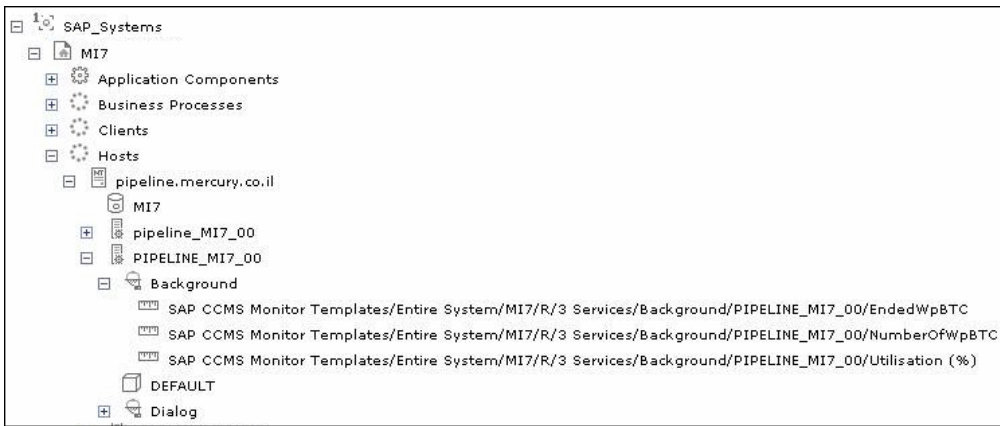 SAP_Systems
MI7
Application Components
Business Processes
Clients
Hosts
pipeline.mercury.co.il
MI7
pipeline_MI7_00
PIPELINE_MI7_00
Background
SAP CCMS Monitor Templates/Entire System/MI7/R/3 Services/Background/PIPELINE_MI7_00/EndedWpBTC
SAP CCMS Monitor Templates/Entire System/MI7/R/3 Services/Background/PIPELINE_MI7_00/NumberOfWpBTC
SAP CCMS Monitor Templates/Entire System/MI7/R/3 Services/Background/PIPELINE_MI7_00/Utilisation (%)
DEFAULT
Dialog